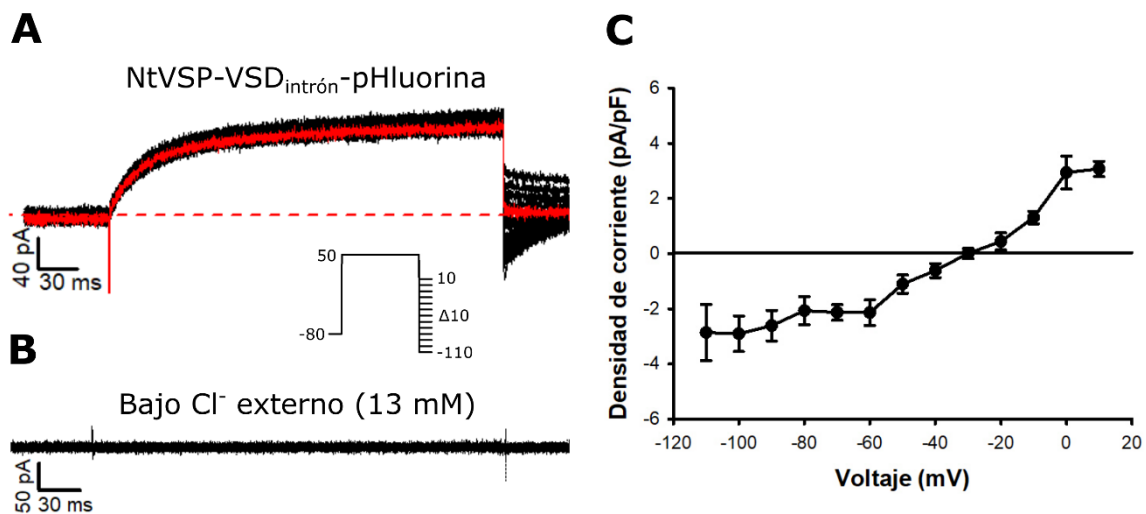 A
NtVSP-VSDintrón-pHluorina
40 pA
30 ms
50
-80
10
Δ10
-110
B
Bajo Cl⁻ externo (13 mM)
50 pA
30 ms
C
Densidad de corriente (pA/pF)
6
4
2
0
-2
-4
-6
-120 -100 -80 -60 -40 -20 0 20
Voltaje (mV)